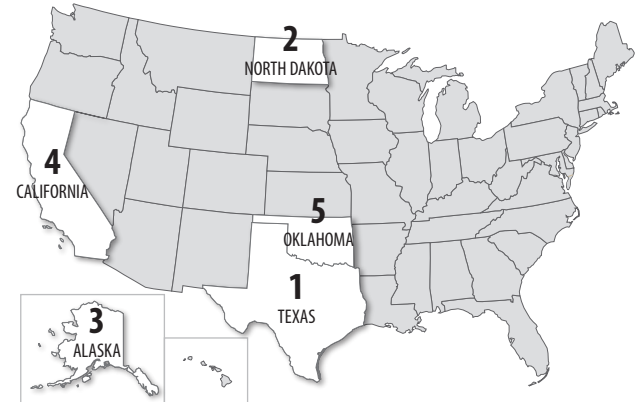 2
NORTH DAKOTA
4
CALIFORNIA
5
OKLAHOMA
1
TEXAS
3
ALASKA